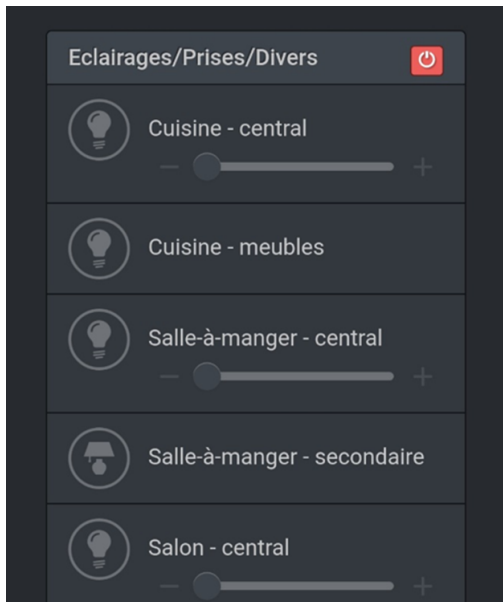 Eclairages/Prises/Divers
Cuisine - central
Cuisine - meubles
Salle-à-manger - central
Salle-à-manger - secondaire
Salon - central